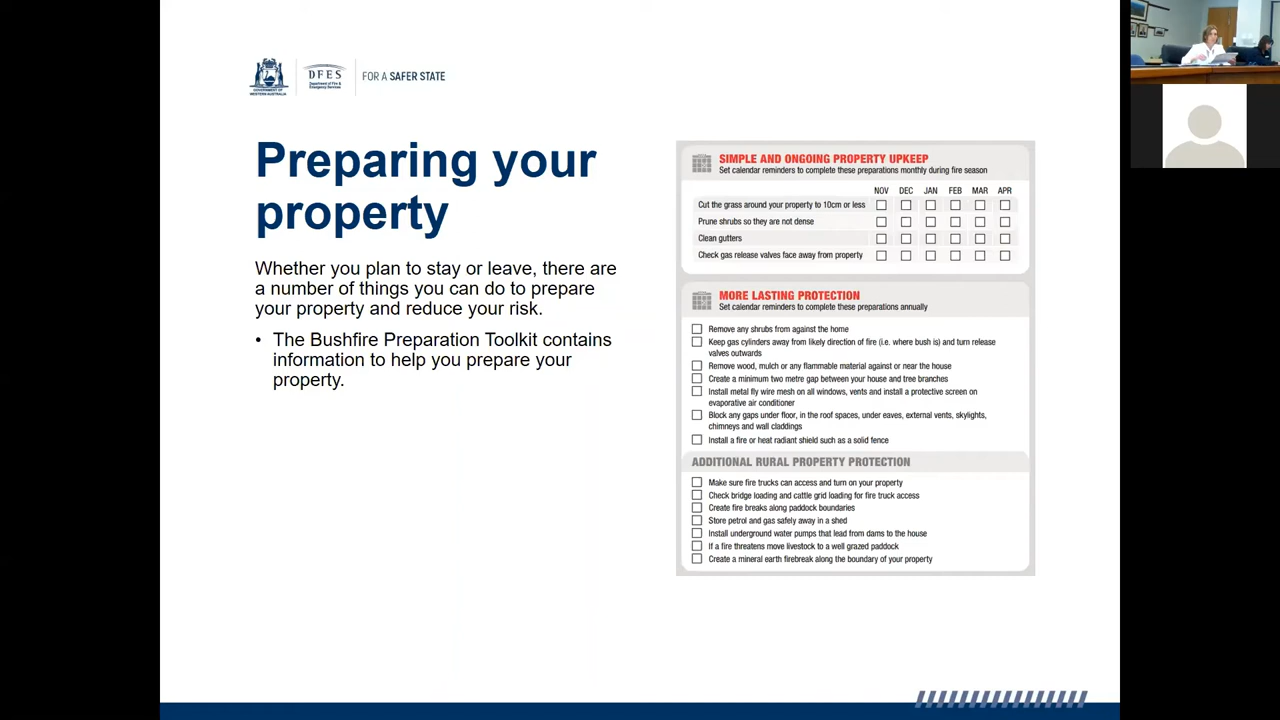 GOVERNMENT OF
WESTERN AUSTRALIA
DFES
Department of Fire &
Emergency Services
FOR A SAFER STATE
Preparing your
property
Whether you plan to stay or leave, there are
a number of things you can do to prepare
your property and reduce your risk.
• The Bushfire Preparation Toolkit contains
information to help you prepare your
property.
SIMPLE AND ONGOING PROPERTY UPKEEP
Set calendar reminders to complete these preparations monthly during fire season
NOV DEC JAN FEB MAR APR
Cut the grass around your property to 10cm or less
Prune shrubs so they are not dense
Clean gutters
Check gas release valves face away from property
MORE LASTING PROTECTION
Set calendar reminders to complete these preparations annually
Remove any shrubs from against the home
Keep gas cylinders away from likely direction of fire (i.e. where bush is) and turn release
valves outwards
Remove wood, mulch or any flammable material against or near the house
Create a minimum two metre gap between your house and tree branches
Install metal fly wire mesh on all windows, vents and install a protective screen on
evaporative air conditioner
Block any gaps under floor, in the roof spaces, under eaves, external vents, skylights,
chimneys and wall claddings
Install a fire or heat radiant shield such as a solid fence
ADDITIONAL RURAL PROPERTY PROTECTION
Make sure fire trucks can access and turn on your property
Check bridge loading and cattle grid loading for fire truck access
Create fire breaks along paddock boundaries
Store petrol and gas safely away in a shed
Install underground water pumps that lead from dams to the house
If a fire threatens move livestock to a well grazed paddock
Create a mineral earth firebreak along the boundary of your property